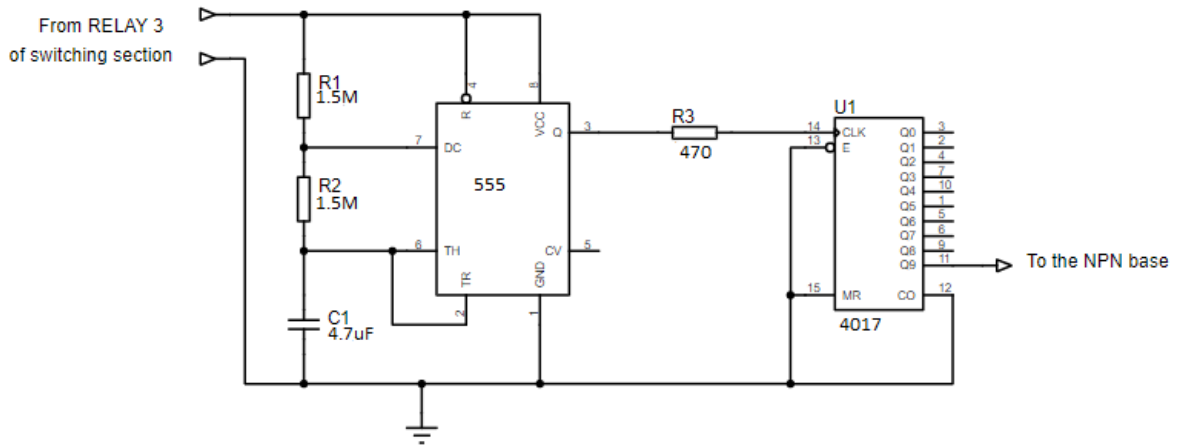 From RELAY 3
of switching section
R1
1.5M
R2
1.5M
C1
4.7uF
4
8
R
VCC
Q
3
7
DC
555
6
TH
CV
5
TR
GND
2
1
R3
470
U1
14
CLK
13
E
15
MR
Q0
3
Q1
2
Q2
4
Q3
7
Q4
10
Q5
1
Q6
5
Q7
6
Q8
9
Q9
11
CO
12
4017
To the NPN base